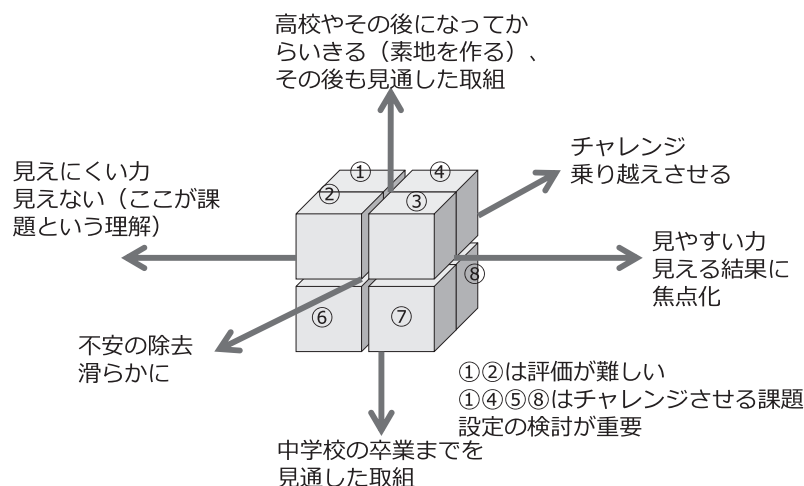 高校やその後になってか
らいきる（素地を作る）、
その後も見通した取組
チャレンジ
乗り越えさせる
見えにくい力
見えない（ここが課
題という理解）
①
④
②
③
見やすい力
見える結果に
焦点化
⑧
⑥
⑦
不安の除去
滑らかに
①②は評価が難しい
①④⑤⑧はチャレンジさせる課題
設定の検討が重要
中学校の卒業までを
見通した取組